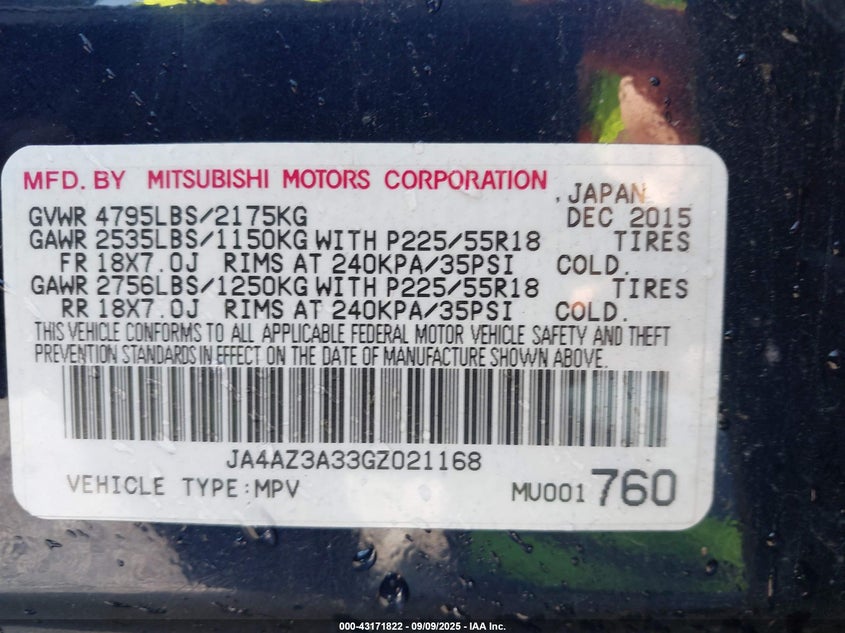 MFD. BY MITSUBISHI MOTORS CORPORATION , JAPAN
GVWR 4795LBS/2175KG DEC 2015
GAWR 2535LBS/1150KG WITH P225/55R18 TIRES
FR 18X7.0J RIMS AT 240KPA/35PSI COLD.
GAWR 2756LBS/1250KG WITH P225/55R18 TIRES
RR 18X7.0J RIMS AT 240KPA/35PSI COLD.
THIS VEHICLE CONFORMS TO ALL APPLICABLE FEDERAL MOTOR VEHICLE SAFETY AND THEFT
PREVENTION STANDARDS IN EFFECT ON THE DATE OF MANUFACTURE SHOWN ABOVE.
JA4AZ3A33GZ021168
VEHICLE TYPE:MPV MU001 760
000-43171822 - 09/09/2025 - IAA Inc.